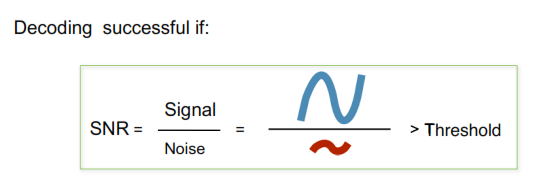 Decoding successful if:
Signal
SNR = = > Threshold
Noise